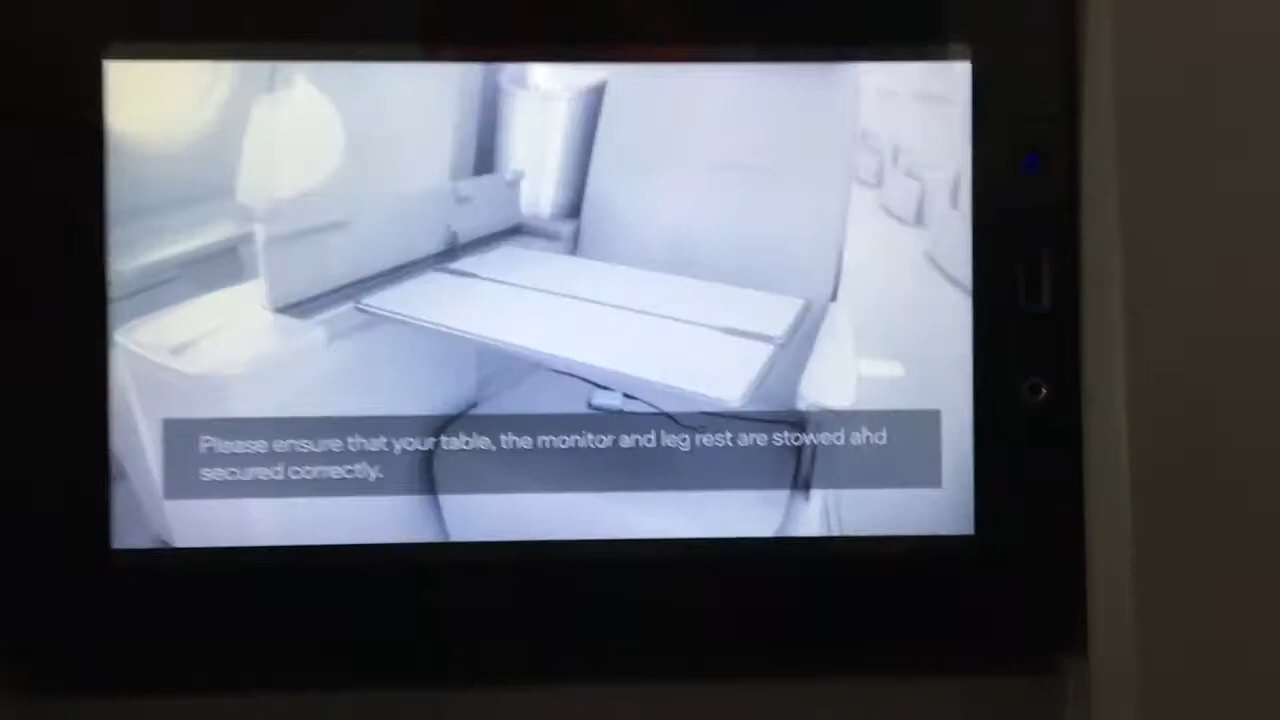 Please ensure that your table, the monitor and leg rest are stowed and
secured correctly.